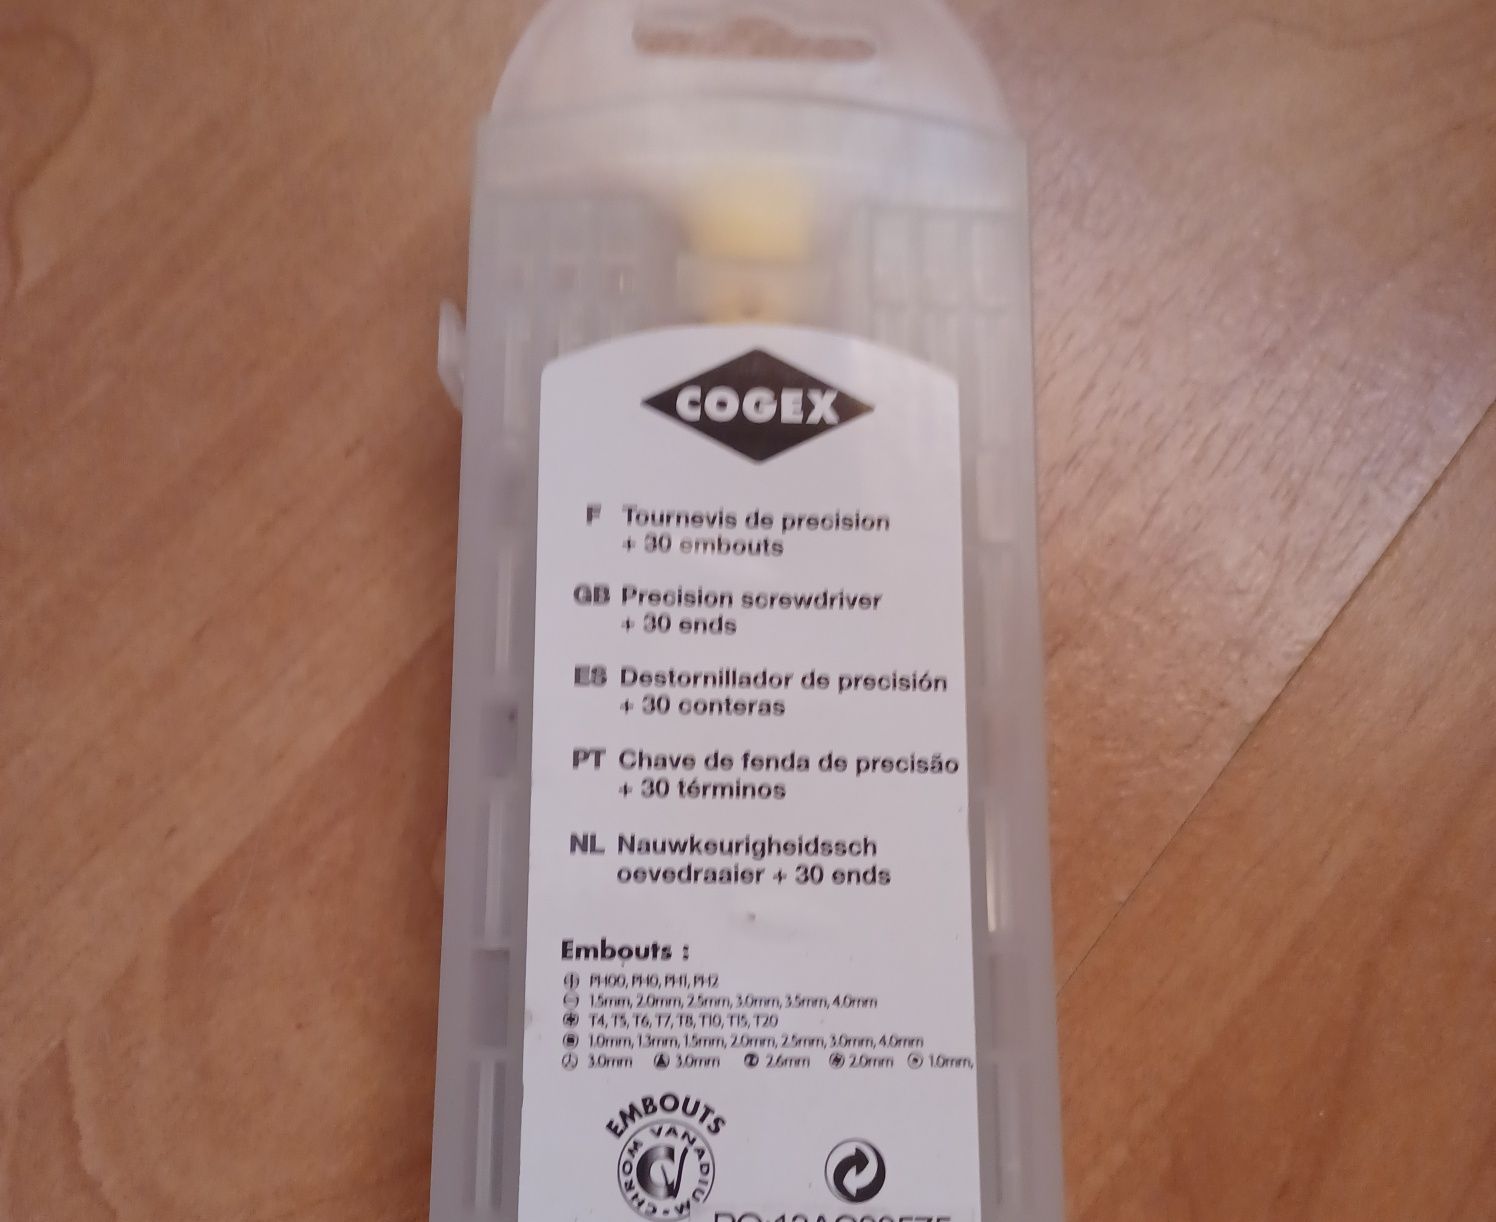 COGEX
F Tournevis de precision
+ 30 embouts
GB Precision screwdriver
+ 30 ends
ES Destornillador de precisión
+ 30 conteras
PT Chave de fenda de precisão
+ 30 términos
NL Nauwkeurigheidssch
oevedraaier + 30 ends
Embouts :
PH00, PH0, PH1, PH2
1.5mm, 2.0mm, 2.5mm, 3.0mm, 3.5mm, 4.0mm
T4, T5, T6, T7, T8, T10, T15, T20
1.0mm, 1.3mm, 1.5mm, 2.0mm, 2.5mm, 3.0mm, 4.0mm
3.0mm 3.0mm 2.6mm 2.0mm 1.0mm,
EMBOUTS
CHROM VANADIUM
CV